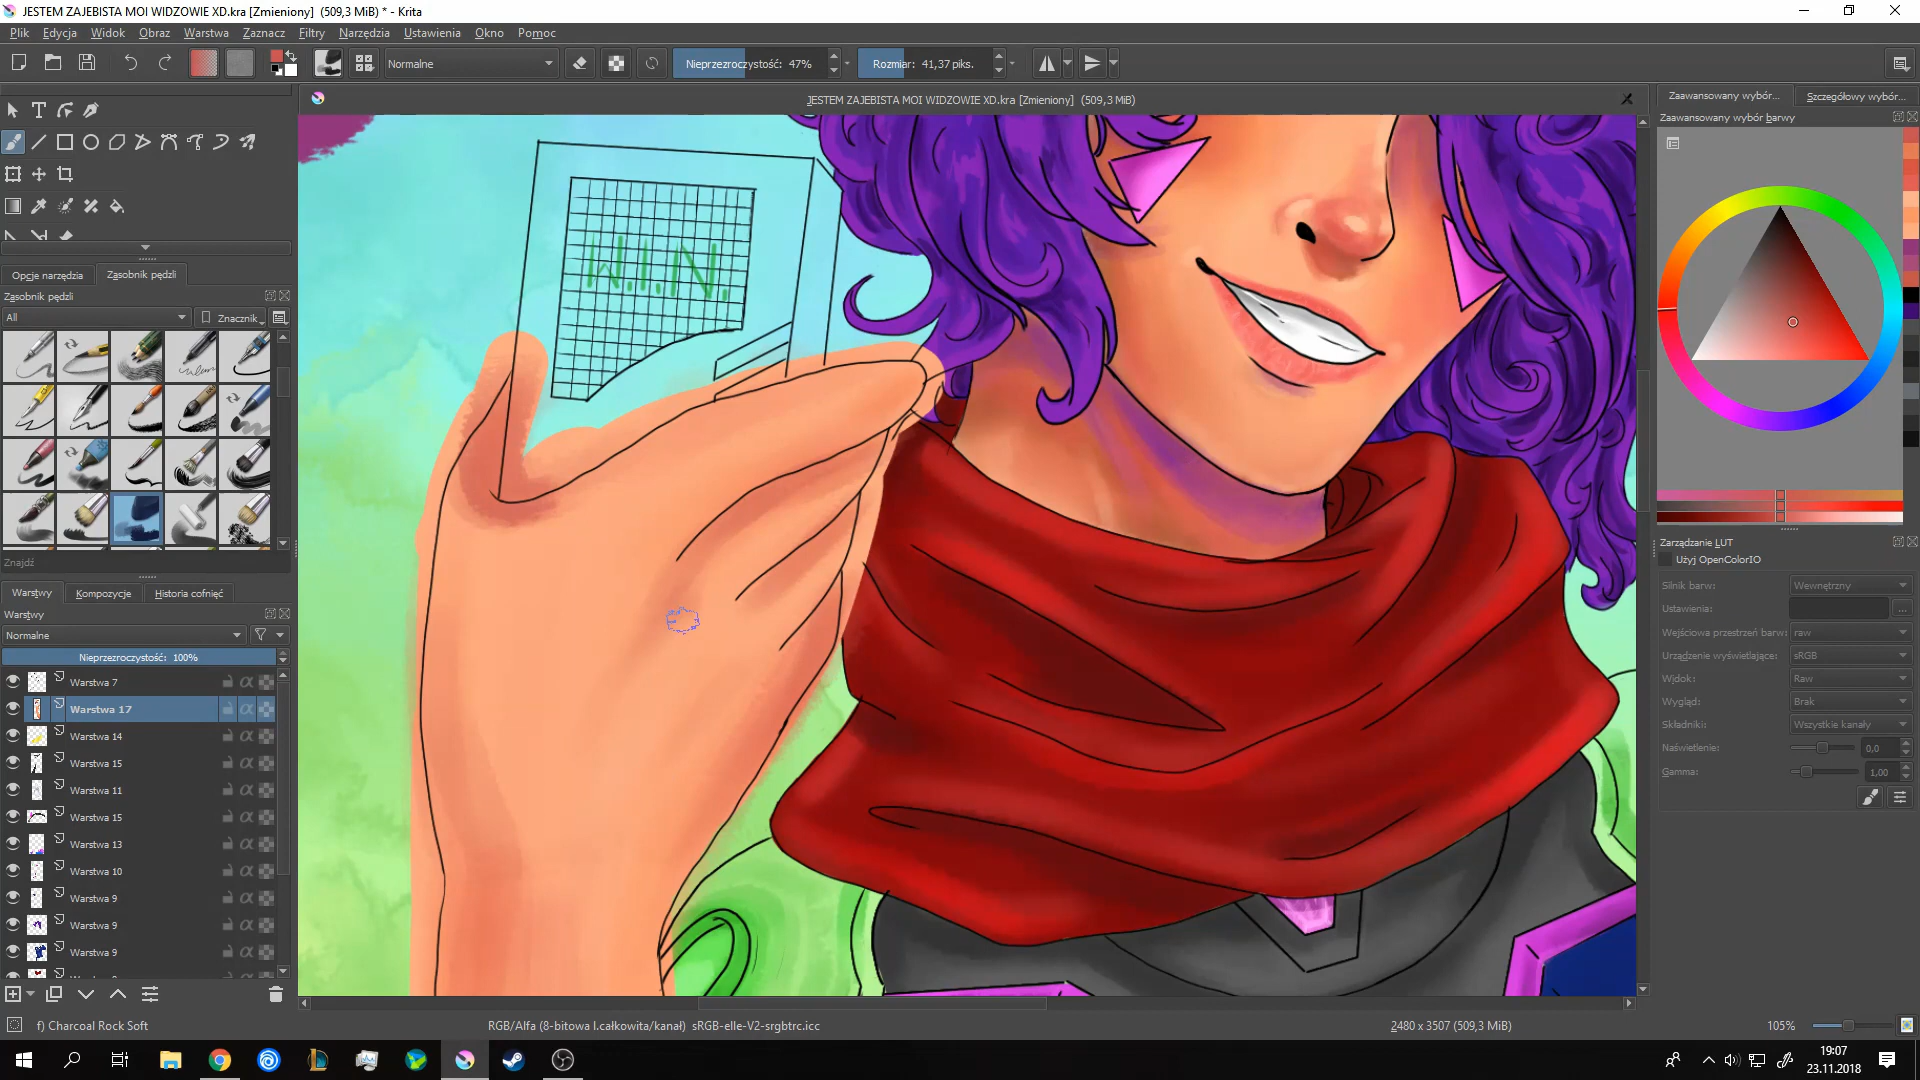 JESTEM ZAJEBISTA MOI WIDZOWIE XD.kra [Zmieniony]  (509,3 MiB) * - Krita
Plik Edycja Widok Obraz Warstwa Zaznacz Filtry Narzędzia Ustawienia Okno Pomoc
Normalne Nieprzezroczystość: 47% Rozmiar: 41,37 piks.
JESTEM ZAJEBISTA MOI WIDZOWIE XD.kra [Zmieniony]  (509,3 MiB)
Opcje narzędzia Zasobnik pędzli
Zasobnik pędzli
All Znacznik
Znajdź
Warstwy Kompozycje Historia cofnięć
Warstwy
Normalne
Nieprzezroczystość: 100%
Warstwa 7
Warstwa 17
Warstwa 14
Warstwa 15
Warstwa 11
Warstwa 15
Warstwa 13
Warstwa 10
Warstwa 9
Warstwa 9
Warstwa 9
W.I.N.
Zaawansowany wybór... Szczegółowy wybór...
Zaawansowany wybór barwy
Zarządzanie LUT
Użyj OpenColorIO
Silnik barw: Wewnętrzny
Ustawienia: ...
Wejściowa przestrzeń barw: raw
Urządzenie wyświetlające: sRGB
Widok: Raw
Wygląd: Brak
Składniki: Wszystkie kanały
Naświetlenie: 0,0
Gamma: 1,00
f) Charcoal Rock Soft
RGB/Alfa (8-bitowa l.całkowita/kanał)  sRGB-elle-V2-srgbtrc.icc
2480 x 3507 (509,3 MiB)
105%
19:07
23.11.2018